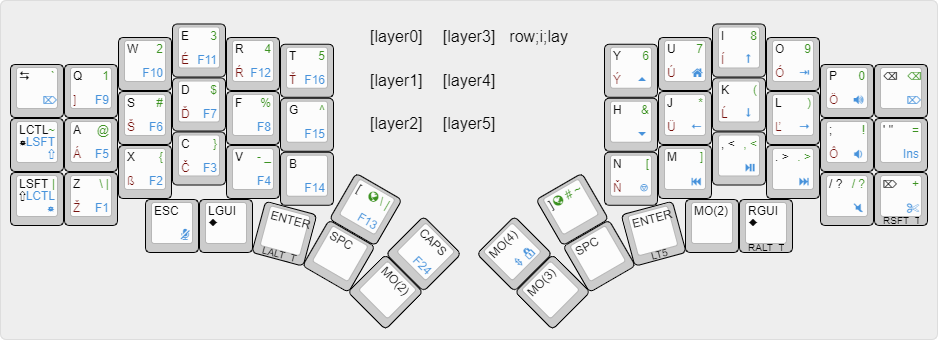 [layer0] [layer3] row;i;lay
[layer1] [layer4]
[layer2] [layer5]
⇆ `
⌦
Q 1
] F9
W 2
F10
E 3
É F11
R 4
Ŕ F12
T 5
Ť F16
LCTL~
LSFT
⇧
A @
Á F5
S #
Š F6
D $
Ď F7
F %
F8
G ^
F15
LSFT |
⇧LCTL
Z \ |
Ž F1
X {
ß F2
C }
Č F3
V - _
F4
B
F14
ESC
LGUI
◆
ENTER
LALT_T
SPC
MO(2)
[ \ |
F13
CAPS
F24
Y 6
Ý
U 7
Ú
I 8
Í ↑
O 9
Ó ⇥
P 0
Ö
⌫ ⌫
⌦
H &
J *
Ü ←
K (
Ĺ ↓
L )
Ľ →
; !
Ô
' " =
Ins
N [
Ň
M ]
⏮
, < , <
⏯
. > . >
⏭
/ ? / ?
⌦ +
✂
RSFT_T
] # ~
MO(4)
MO(3)
SPC
ENTER
LT5
MO(2)
RGUI
◆
RALT_T